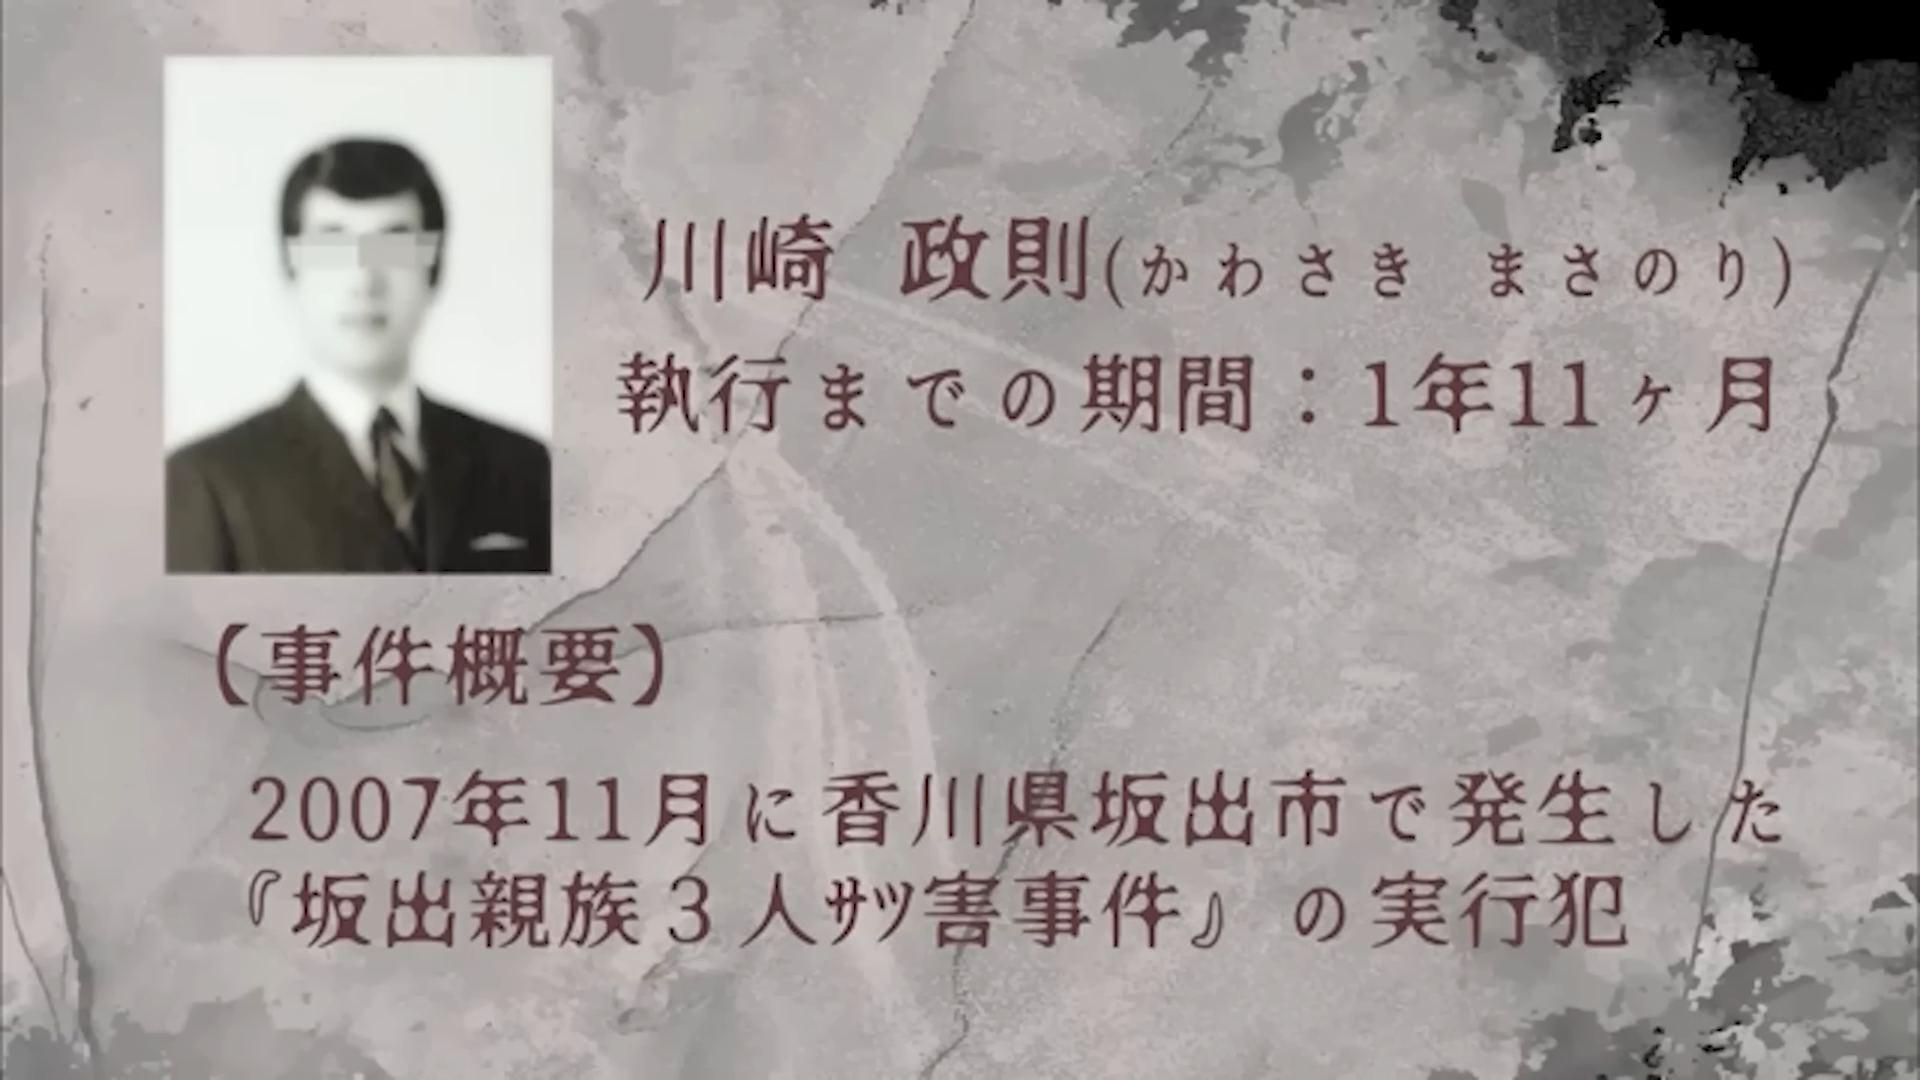 川崎 政則(かわさき まさのり)
執行までの期間：1年11ヶ月
【事件概要】
2007年11月に香川県坂出市で発生した
『坂出親族３人ｻﾂ害事件』の実行犯